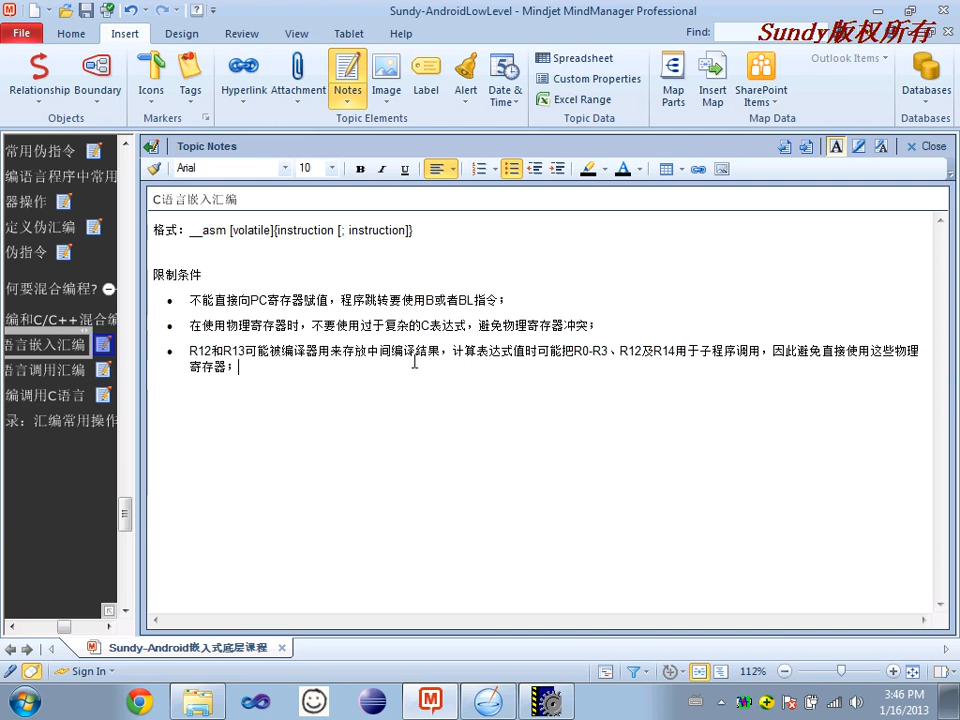 Sundy-AndroidLowLevel - Mindjet MindManager Professional
File Home Insert Design Review View Tablet Help Find:
Sundy版权所有
Relationship Boundary Icons Tags Hyperlink Attachment Notes Image Label Alert Date & Time Spreadsheet Custom Properties Excel Range Map Parts Insert Map SharePoint Items Outlook Items Databases
Objects Markers Topic Elements Topic Data Map Data Databases
Topic Notes Close
Arial 10 B I U
常用伪指令
编语言程序中常用
器操作
定义伪汇编
伪指令
何要混合编程?
编和C/C++混合编
语言嵌入汇编
语言调用汇编
编调用C语言
录：汇编常用操作
C语言嵌入汇编
格式：__asm [volatile]{instruction [; instruction]}
限制条件
• 不能直接向PC寄存器赋值，程序跳转要使用B或者BL指令；
• 在使用物理寄存器时，不要使用过于复杂的C表达式，避免物理寄存器冲突；
• R12和R13可能被编译器用来存放中间编译结果，计算表达式值时可能把R0-R3、R12及R14用于子程序调用，因此避免直接使用这些物理
寄存器；
Sundy-Android嵌入式底层课程
Sign In 112%
3:46 PM
1/16/2013